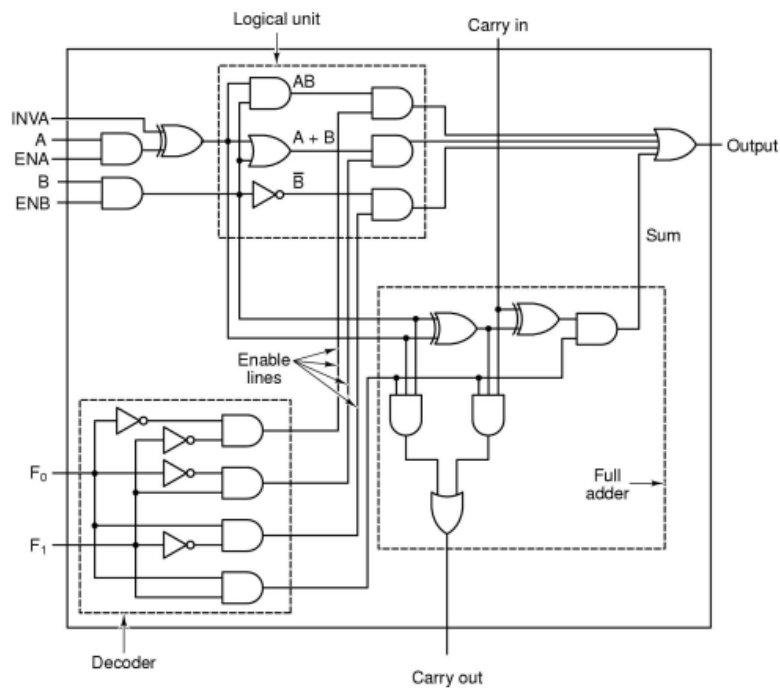 Logical unit
Carry in
AB
INVA
A
A + B
ENA
Output
B
B̅
ENB
Sum
Enable
lines
F₀
Full
adder
F₁
Decoder
Carry out